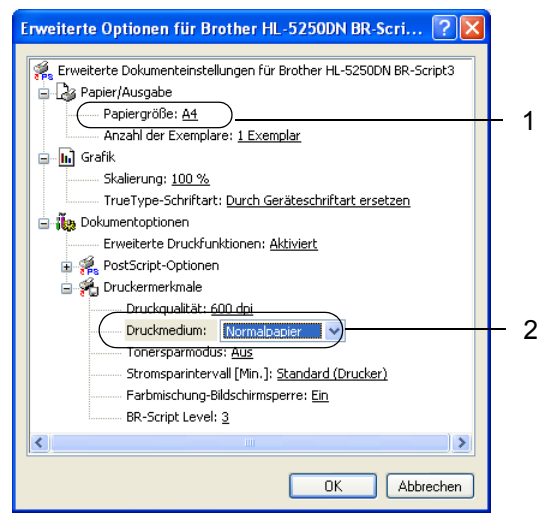 Erweiterte Optionen für Brother HL-5250DN BR-Scri...
Erweiterte Dokumenteinstellungen für Brother HL-5250DN BR-Script3
Papier/Ausgabe
Papiergröße: A4
1
Anzahl der Exemplare: 1 Exemplar
Grafik
Skalierung: 100 %
TrueType-Schriftart: Durch Geräteschriftart ersetzen
Dokumentoptionen
Erweiterte Druckfunktionen: Aktiviert
PostScript-Optionen
Druckermerkmale
Druckqualität: 600 dpi
Druckmedium: Normalpapier
2
Tonersparmodus: Aus
Stromsparintervall [Min.]: Standard (Drucker)
Farbmischung-Bildschirmsperre: Ein
BR-Script Level: 3
OK Abbrechen